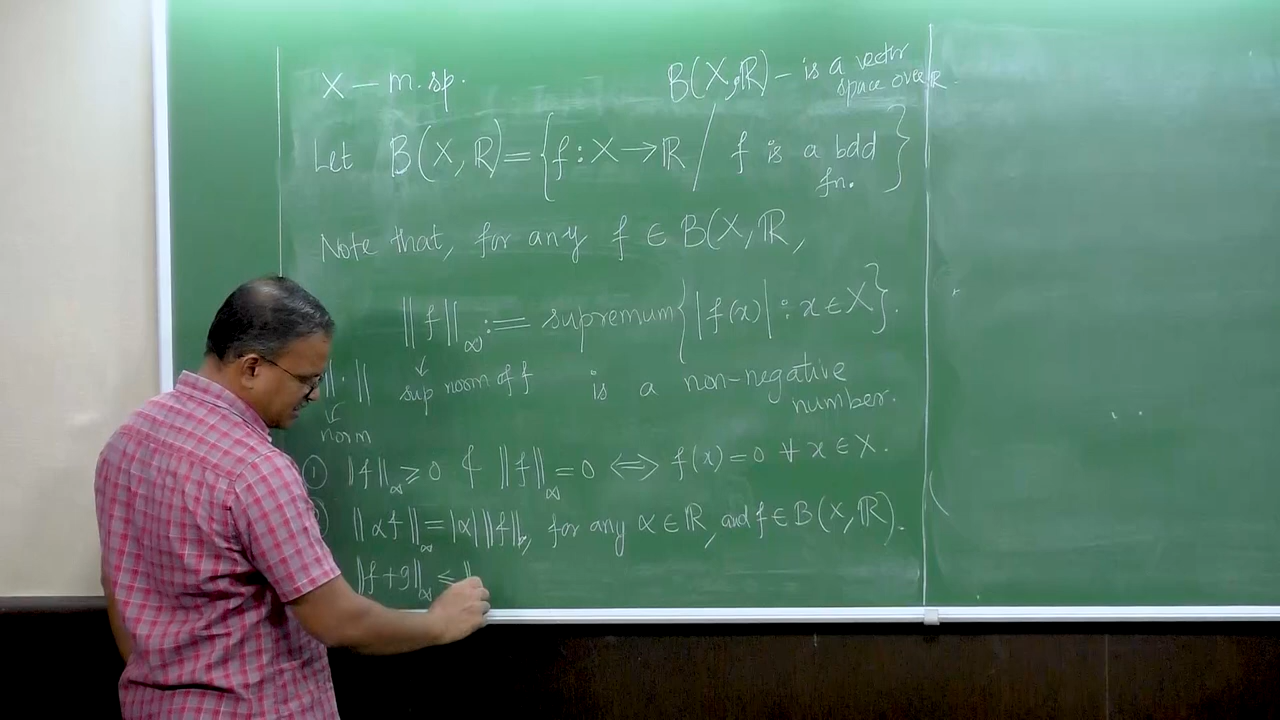 X – m.sp.
B(X,ℝ) – is a vector
space over ℝ.
Let B(X, ℝ) = {f : X → ℝ / f is a bdd
fn.}
Note that, for any f ∈ B(X, ℝ,
||f||∞ := supremum{|f(x)| : x ∈ X}.
||·|| ↓ sup norm of f is a non-negative
number.
↓
norm
① ||f||∞ ≥ 0 & ||f||∞ = 0 ⟺ f(x) = 0 ∀ x ∈ X.
||αf||∞ = |α| ||f||∞, for any α ∈ ℝ, and f ∈ B(X, ℝ).
||f+g||∞ ≤ ||